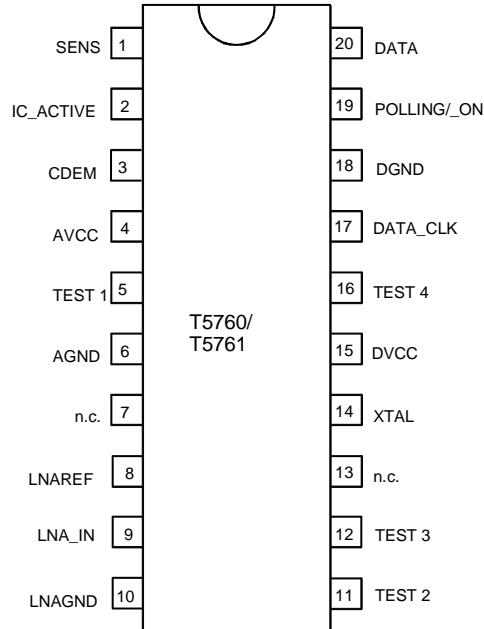 SENS 1 20 DATA
IC_ACTIVE 2 19 POLLING/_ON
CDEM 3 18 DGND
AVCC 4 17 DATA_CLK
TEST 1 5 16 TEST 4
T5760/
T5761
AGND 6 15 DVCC
n.c. 7 14 XTAL
LNAREF 8 13 n.c.
LNA_IN 9 12 TEST 3
LNAGND 10 11 TEST 2